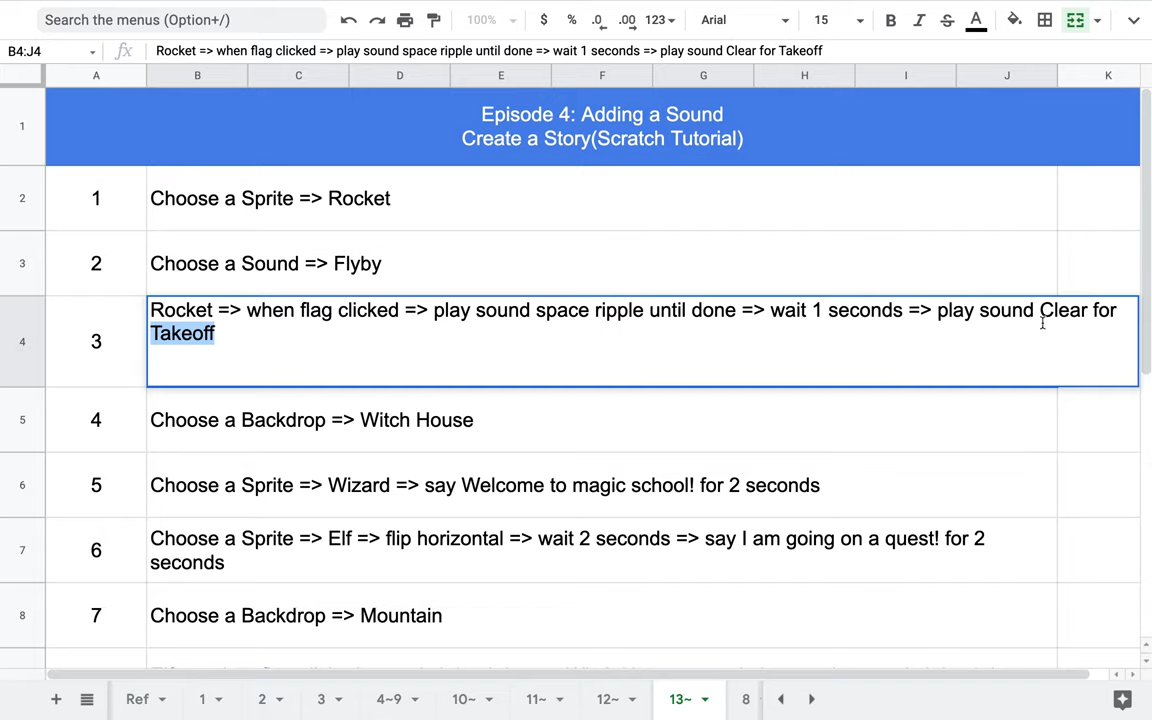 Search the menus (Option+/)
100%
$ % .0 .00 123
Arial
15
B I S A
B4:J4
fx
Rocket => when flag clicked => play sound space ripple until done => wait 1 seconds => play sound Clear for Takeoff
A B C D E F G H I J K
1
Episode 4: Adding a Sound
Create a Story(Scratch Tutorial)
2
1
Choose a Sprite => Rocket
3
2
Choose a Sound => Flyby
4
3
Rocket => when flag clicked => play sound space ripple until done => wait 1 seconds => play sound Clear for
Takeoff
5
4
Choose a Backdrop => Witch House
6
5
Choose a Sprite => Wizard => say Welcome to magic school! for 2 seconds
7
6
Choose a Sprite => Elf => flip horizontal => wait 2 seconds => say I am going on a quest! for 2
seconds
8
7
Choose a Backdrop => Mountain
+ Ref 1 2 3 4~9 10~ 11~ 12~ 13~ 8